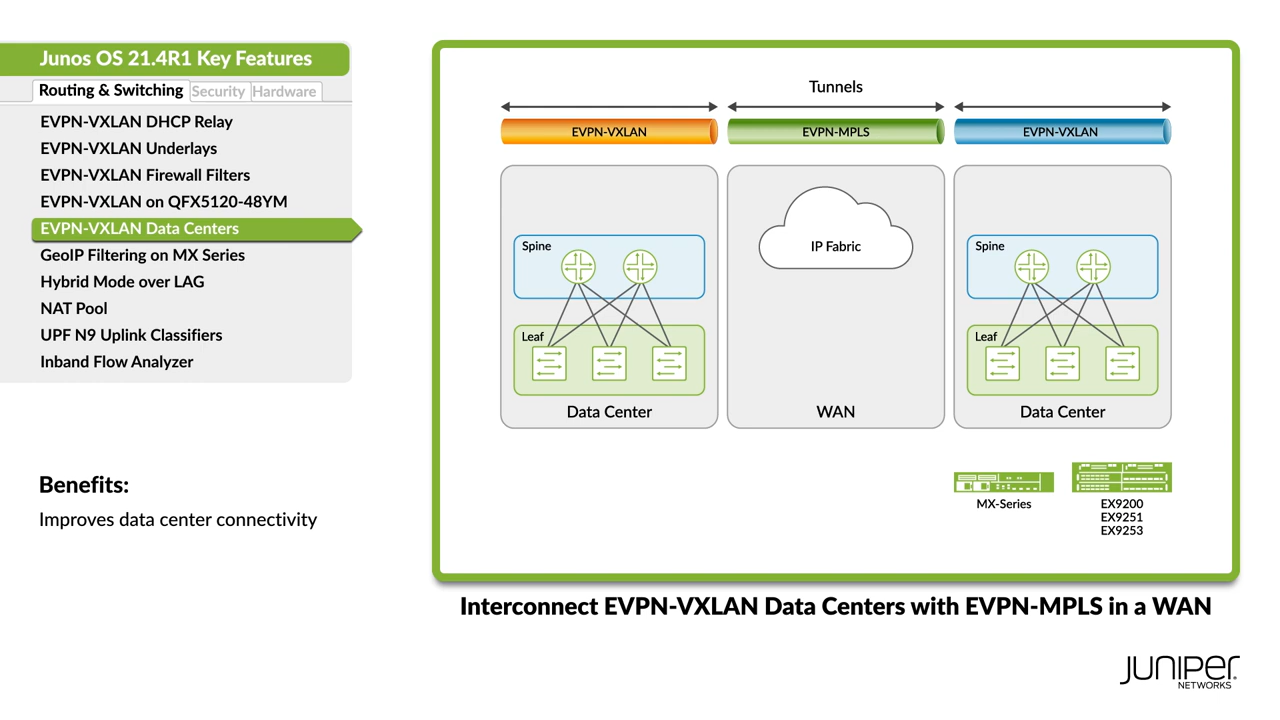 Junos OS 21.4R1 Key Features
Routing & Switching Security Hardware
EVPN-VXLAN DHCP Relay
EVPN-VXLAN Underlays
EVPN-VXLAN Firewall Filters
EVPN-VXLAN on QFX5120-48YM
EVPN-VXLAN Data Centers
GeoIP Filtering on MX Series
Hybrid Mode over LAG
NAT Pool
UPF N9 Uplink Classifiers
Inband Flow Analyzer
Benefits:
Improves data center connectivity
Tunnels
EVPN-VXLAN
EVPN-MPLS
EVPN-VXLAN
Spine
Leaf
Data Center
IP Fabric
WAN
Spine
Leaf
Data Center
MX-Series
EX9200
EX9251
EX9253
Interconnect EVPN-VXLAN Data Centers with EVPN-MPLS in a WAN
JUNIPER
NETWORKS